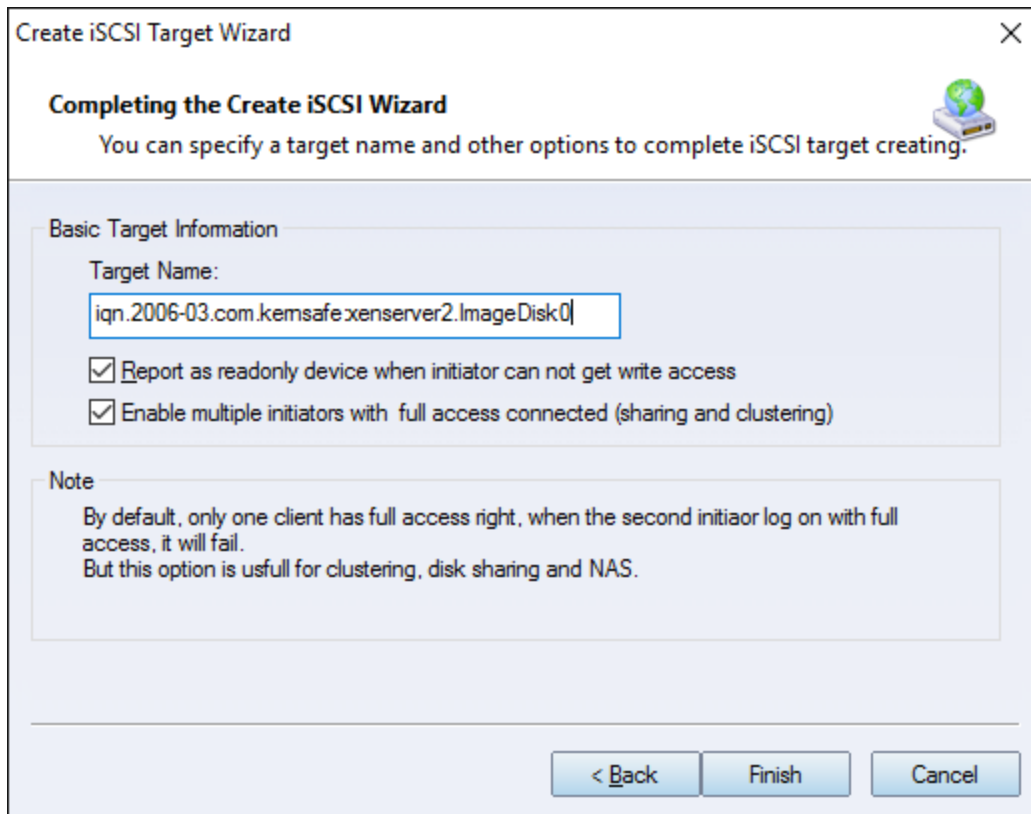 Create iSCSI Target Wizard
Completing the Create iSCSI Wizard
You can specify a target name and other options to complete iSCSI target creating.
Basic Target Information
Target Name:
iqn.2006-03.com.kernsafe:xenserver2.ImageDisk0
Report as readonly device when initiator can not get write access
Enable multiple initiators with full access connected (sharing and clustering)
Note
By default, only one client has full access right, when the second initiaor log on with full
access, it will fail.
But this option is usfull for clustering, disk sharing and NAS.
< Back
Finish
Cancel